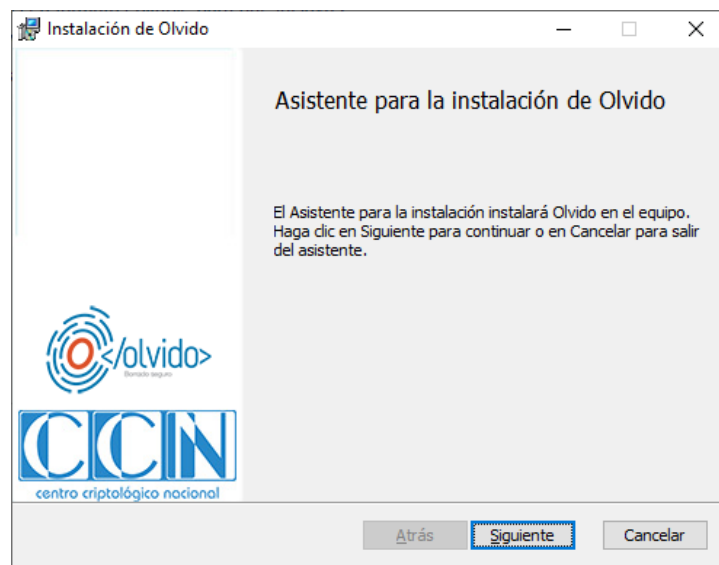 Instalación de Olvido
Asistente para la instalación de Olvido
El Asistente para la instalación instalará Olvido en el equipo.
Haga clic en Siguiente para continuar o en Cancelar para salir
del asistente.
</olvido>
Borrado seguro
CCN
centro criptológico nacional
Atrás
Siguiente
Cancelar